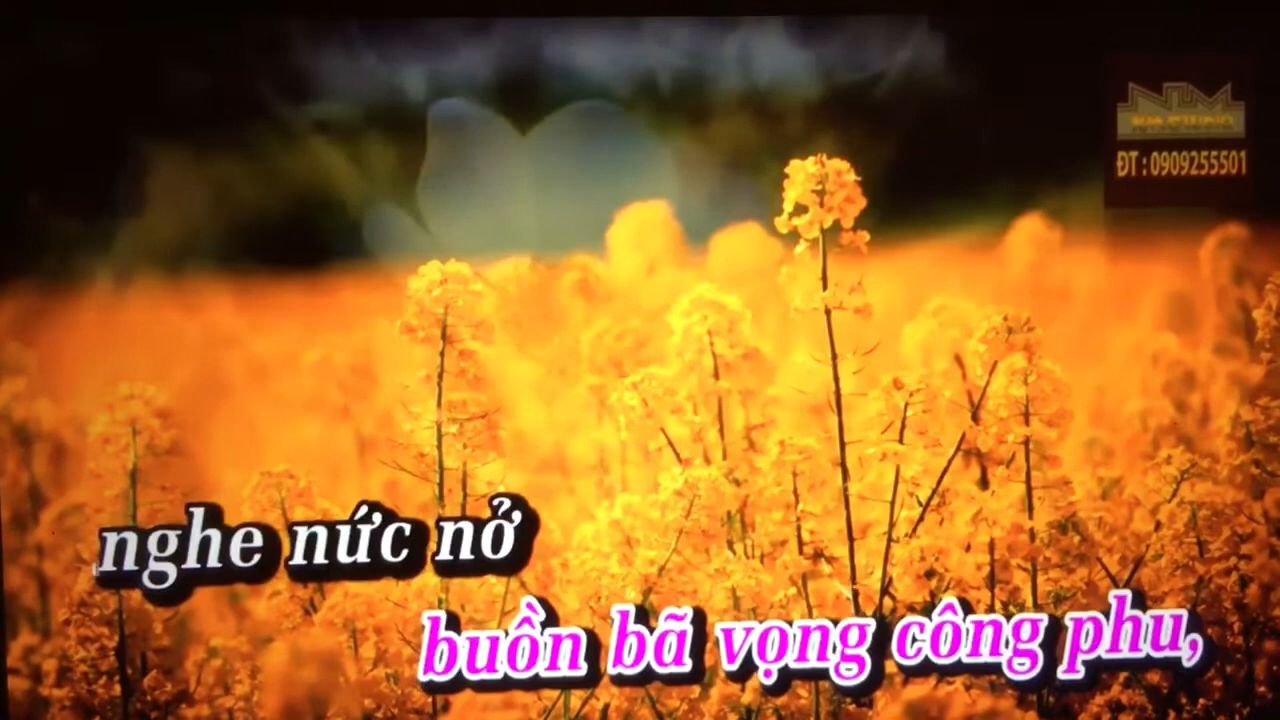 ĐT : 0909255501
nghe nức nở
buồn bã vọng công phu,